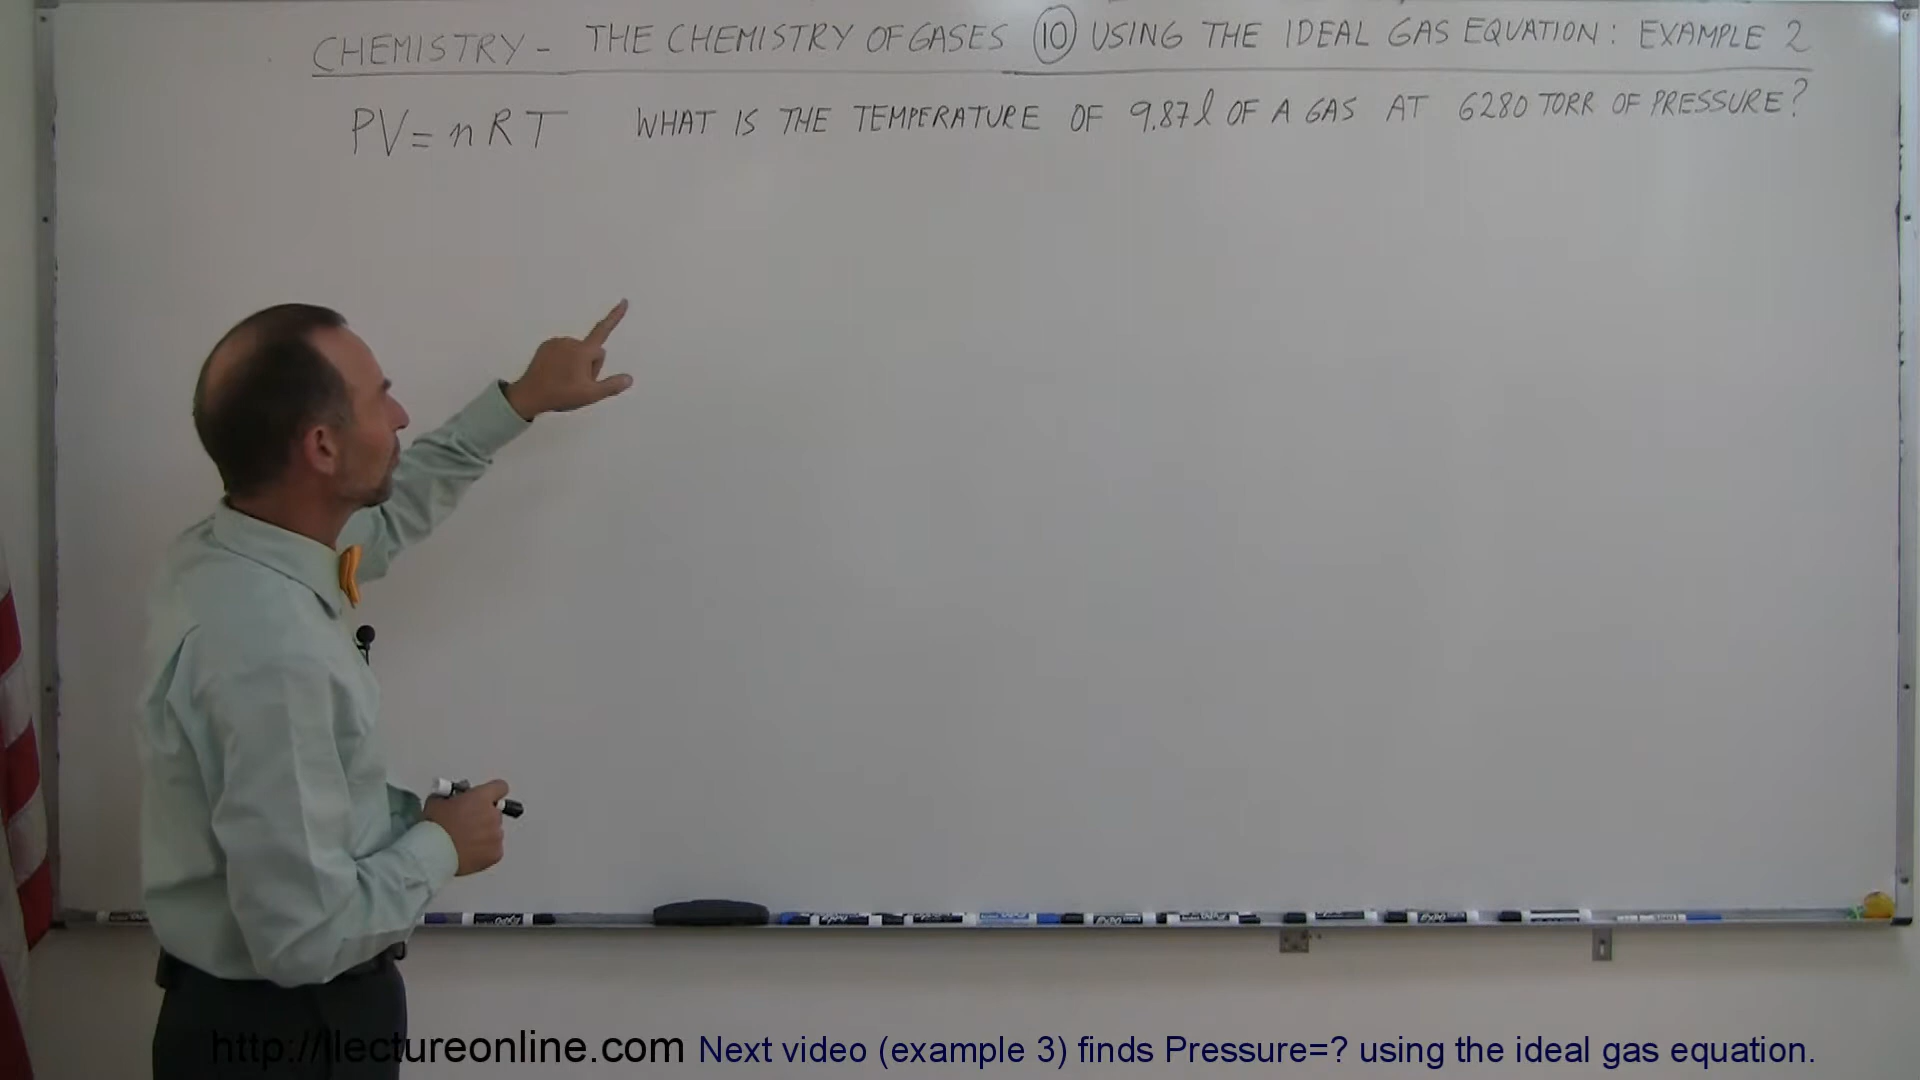 CHEMISTRY - THE CHEMISTRY OF GASES 10 USING THE IDEAL GAS EQUATION: EXAMPLE 2
PV = nRT WHAT IS THE TEMPERATURE OF 9.87 l OF A GAS AT 6280 TORR OF PRESSURE?
http://ilectureonline.com Next video (example 3) finds Pressure=? using the ideal gas equation.